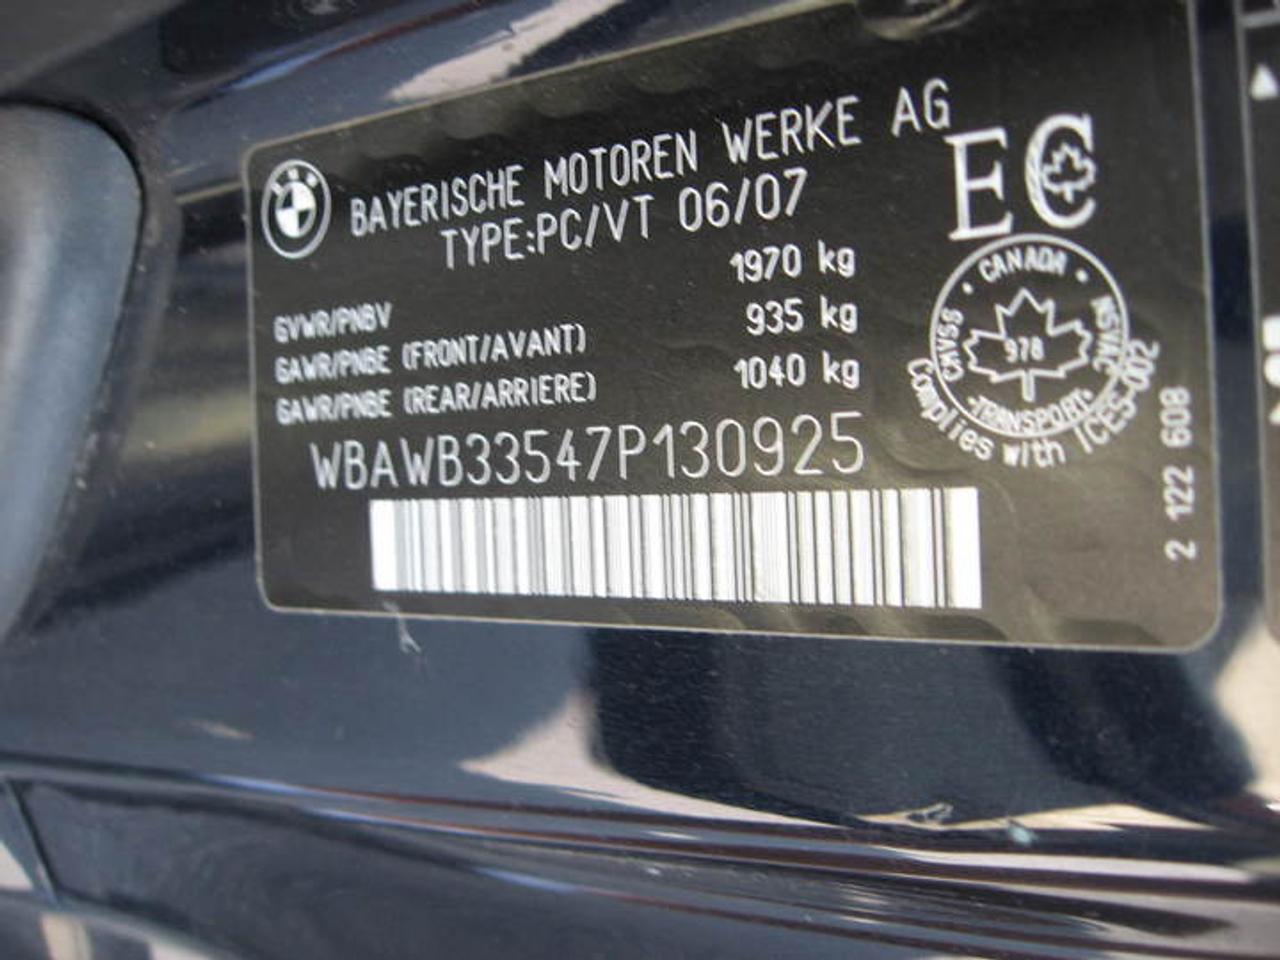 BAYERISCHE MOTOREN WERKE AG
TYPE:PC/VT 06/07
GVWR/PNBV 1970 kg
GAWR/PNBE (FRONT/AVANT) 935 kg
GAWR/PNBE (REAR/ARRIERE) 1040 kg
WBAWB33547P130925
EC
CANADA
CMVSS
NSVAC
978
TRANSPORT
Complies with ICES-002
2 122 608